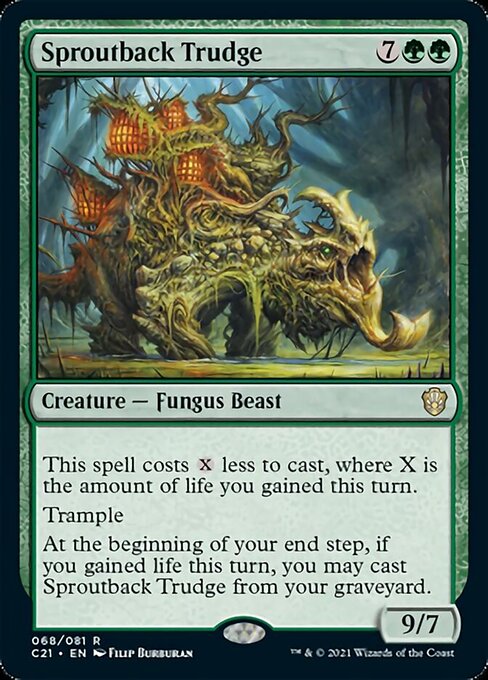 Sproutback Trudge 7
Creature — Fungus Beast
This spell costs X less to cast, where X is
the amount of life you gained this turn.
Trample
At the beginning of your end step, if
you gained life this turn, you may cast
Sproutback Trudge from your graveyard.
9/7
068/081 R
C21 • EN Filip Burburan
™ & © 2021 Wizards of the Coast